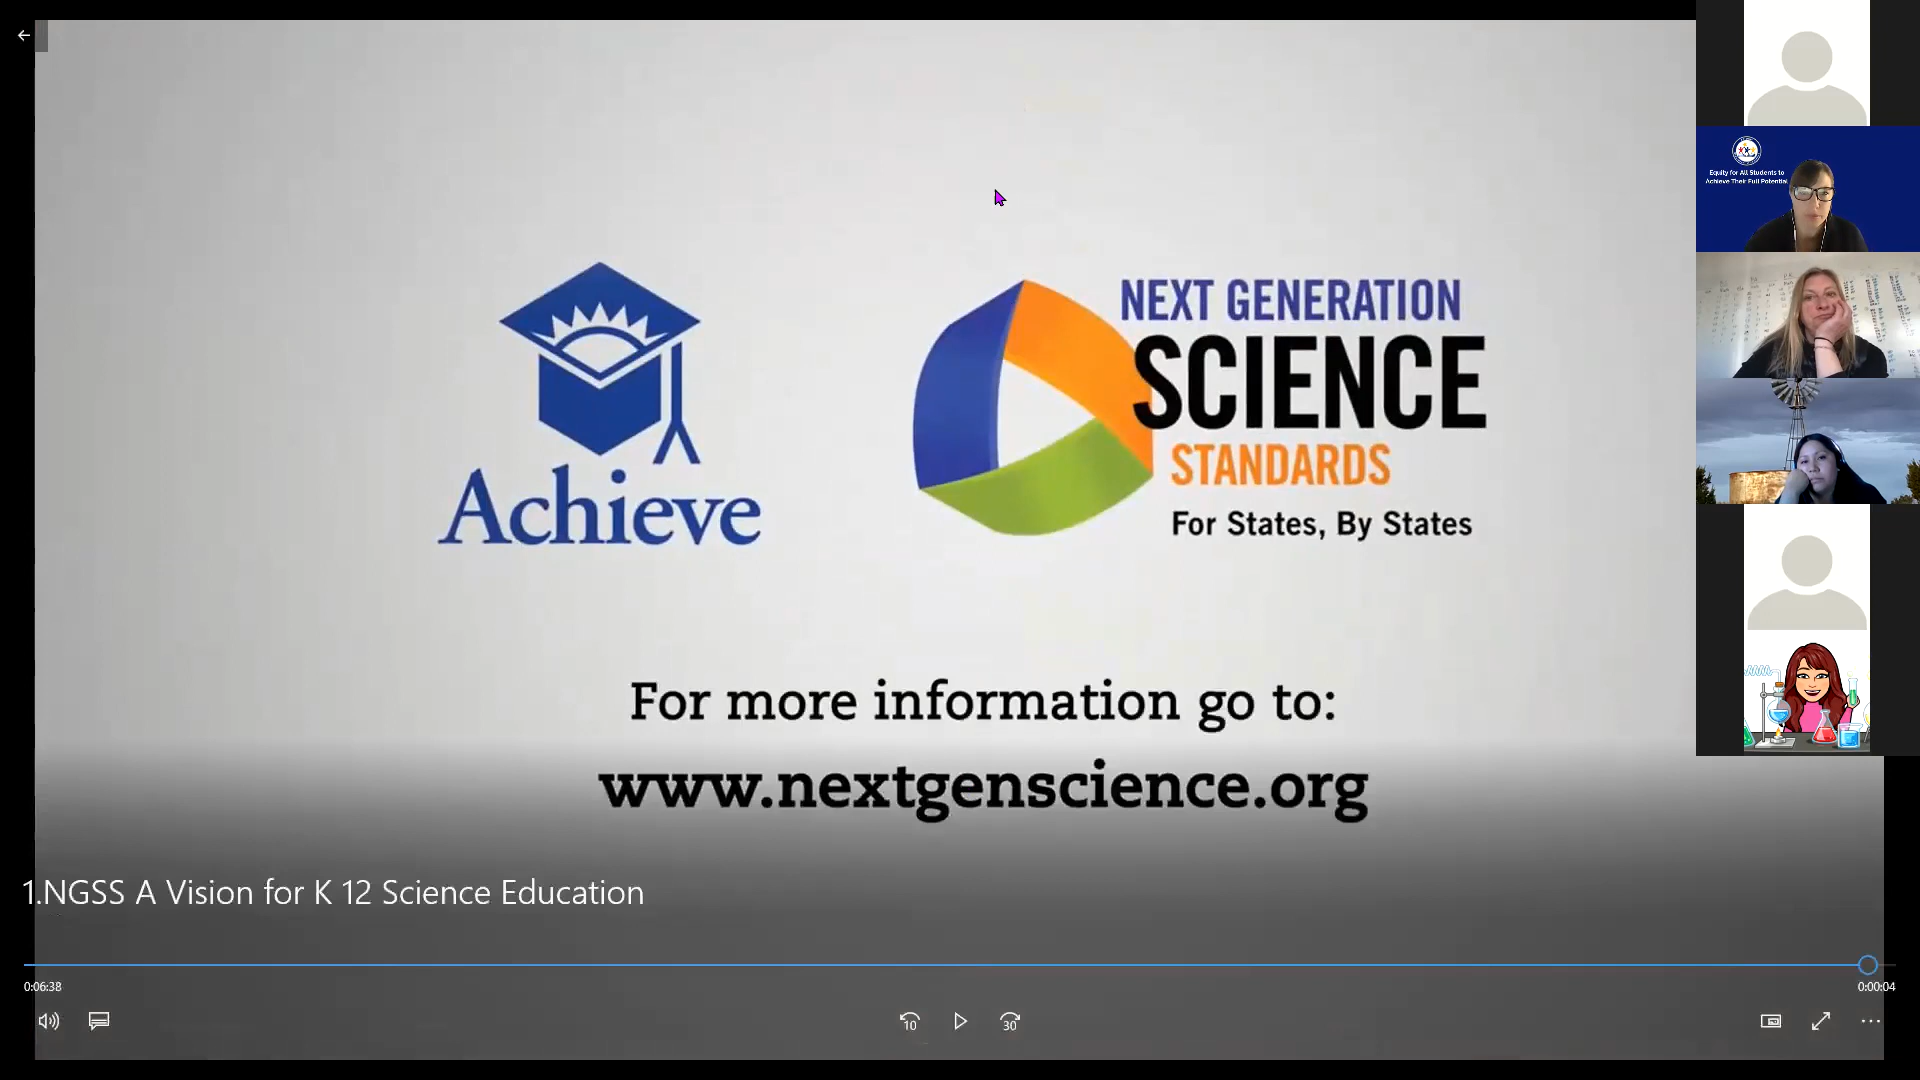 Equity for All Students to
Achieve Their Full Potential
NEXT GENERATION
SCIENCE
STANDARDS
For States, By States
Achieve
For more information go to:
www.nextgenscience.org
1.NGSS A Vision for K 12 Science Education
0:06:38
0:00:04
10
30